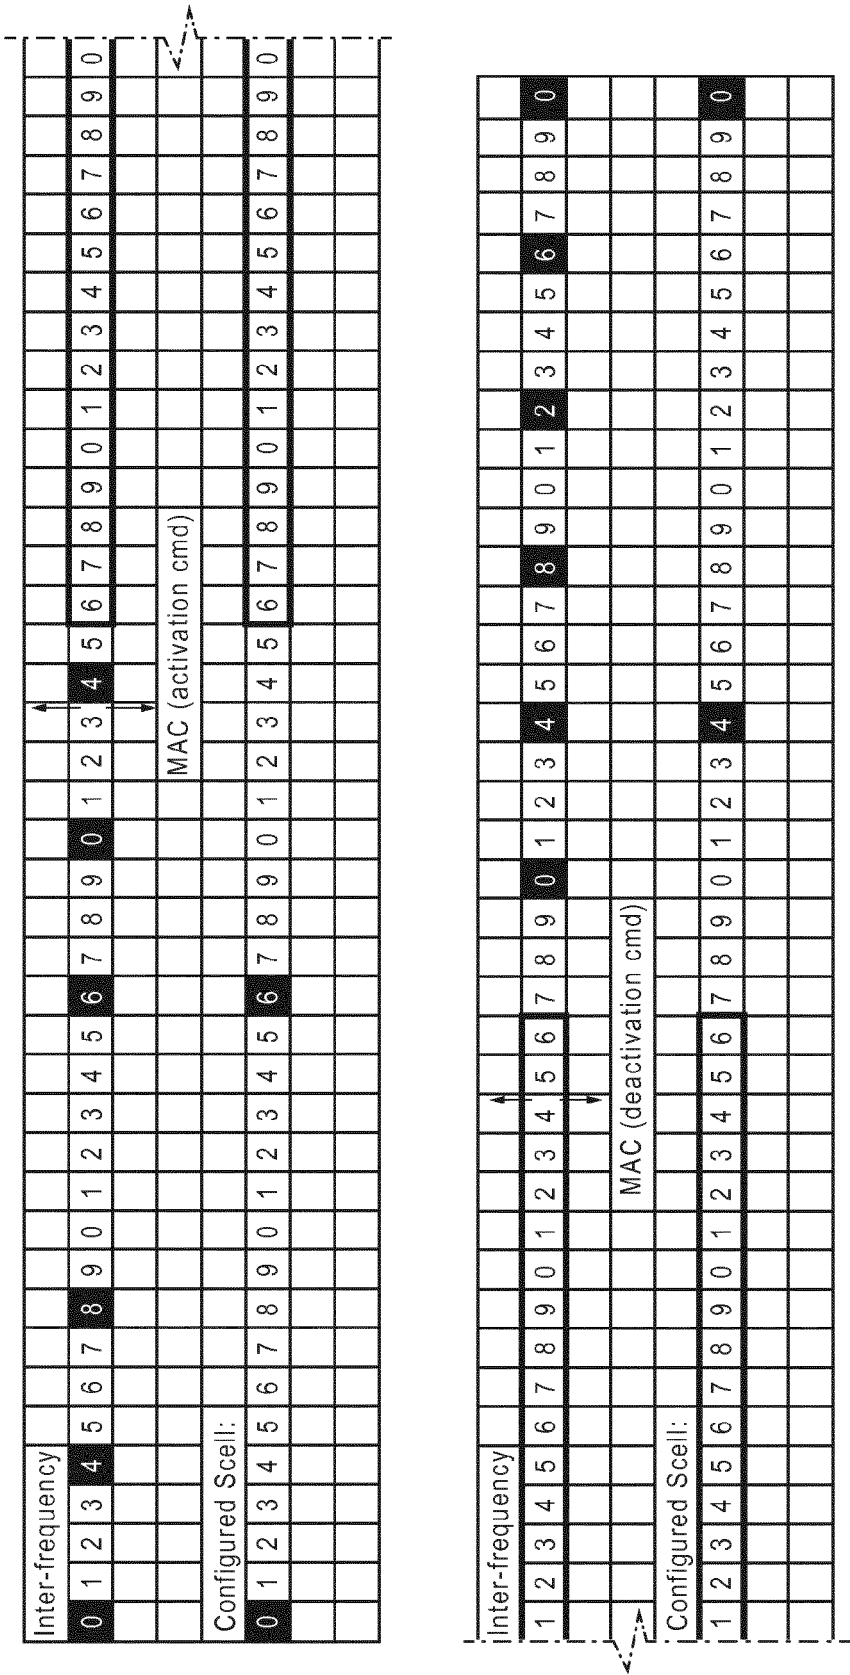 Inter-frequency
0 1 2 3 4 5 6 7 8 9 0 1 2 3 4 5 6 7 8 9 0 1 2 3 4 5 6 7 8 9 0 1 2 3 4 5 6 7 8 9 0
MAC (activation cmd)
Configured Scell:
0 1 2 3 4 5 6 7 8 9 0 1 2 3 4 5 6 7 8 9 0 1 2 3 4 5 6 7 8 9 0 1 2 3 4 5 6 7 8 9 0
Inter-frequency
1 2 3 4 5 6 7 8 9 0 1 2 3 4 5 6 7 8 9 0 1 2 3 4 5 6 7 8 9 0 1 2 3 4 5 6 7 8 9 0
MAC (deactivation cmd)
Configured Scell:
1 2 3 4 5 6 7 8 9 0 1 2 3 4 5 6 7 8 9 0 1 2 3 4 5 6 7 8 9 0 1 2 3 4 5 6 7 8 9 0